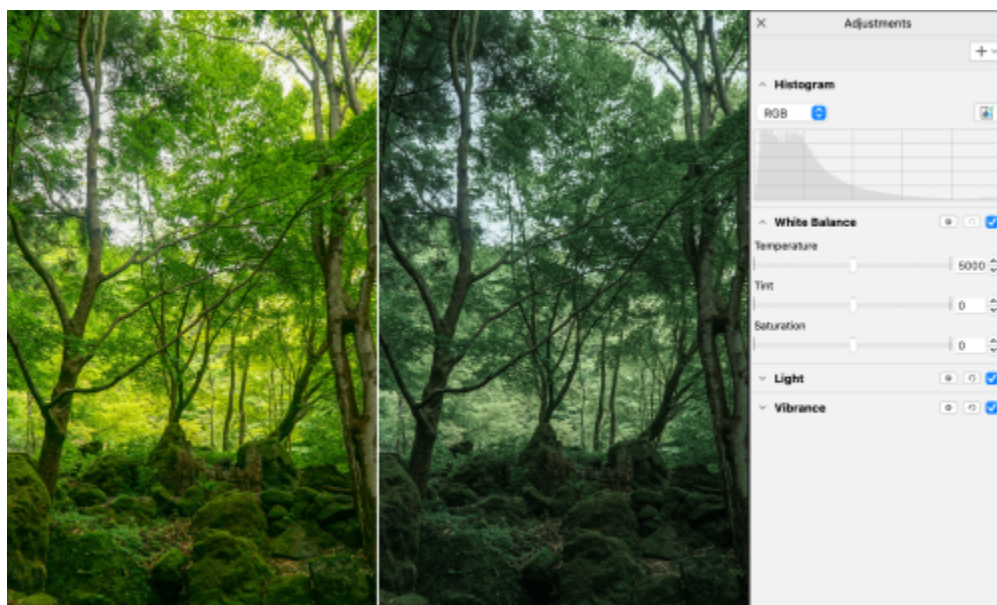 Adjustments
Histogram
RGB
White Balance
Temperature
5000
Tint
0
Saturation
0
Light
Vibrance